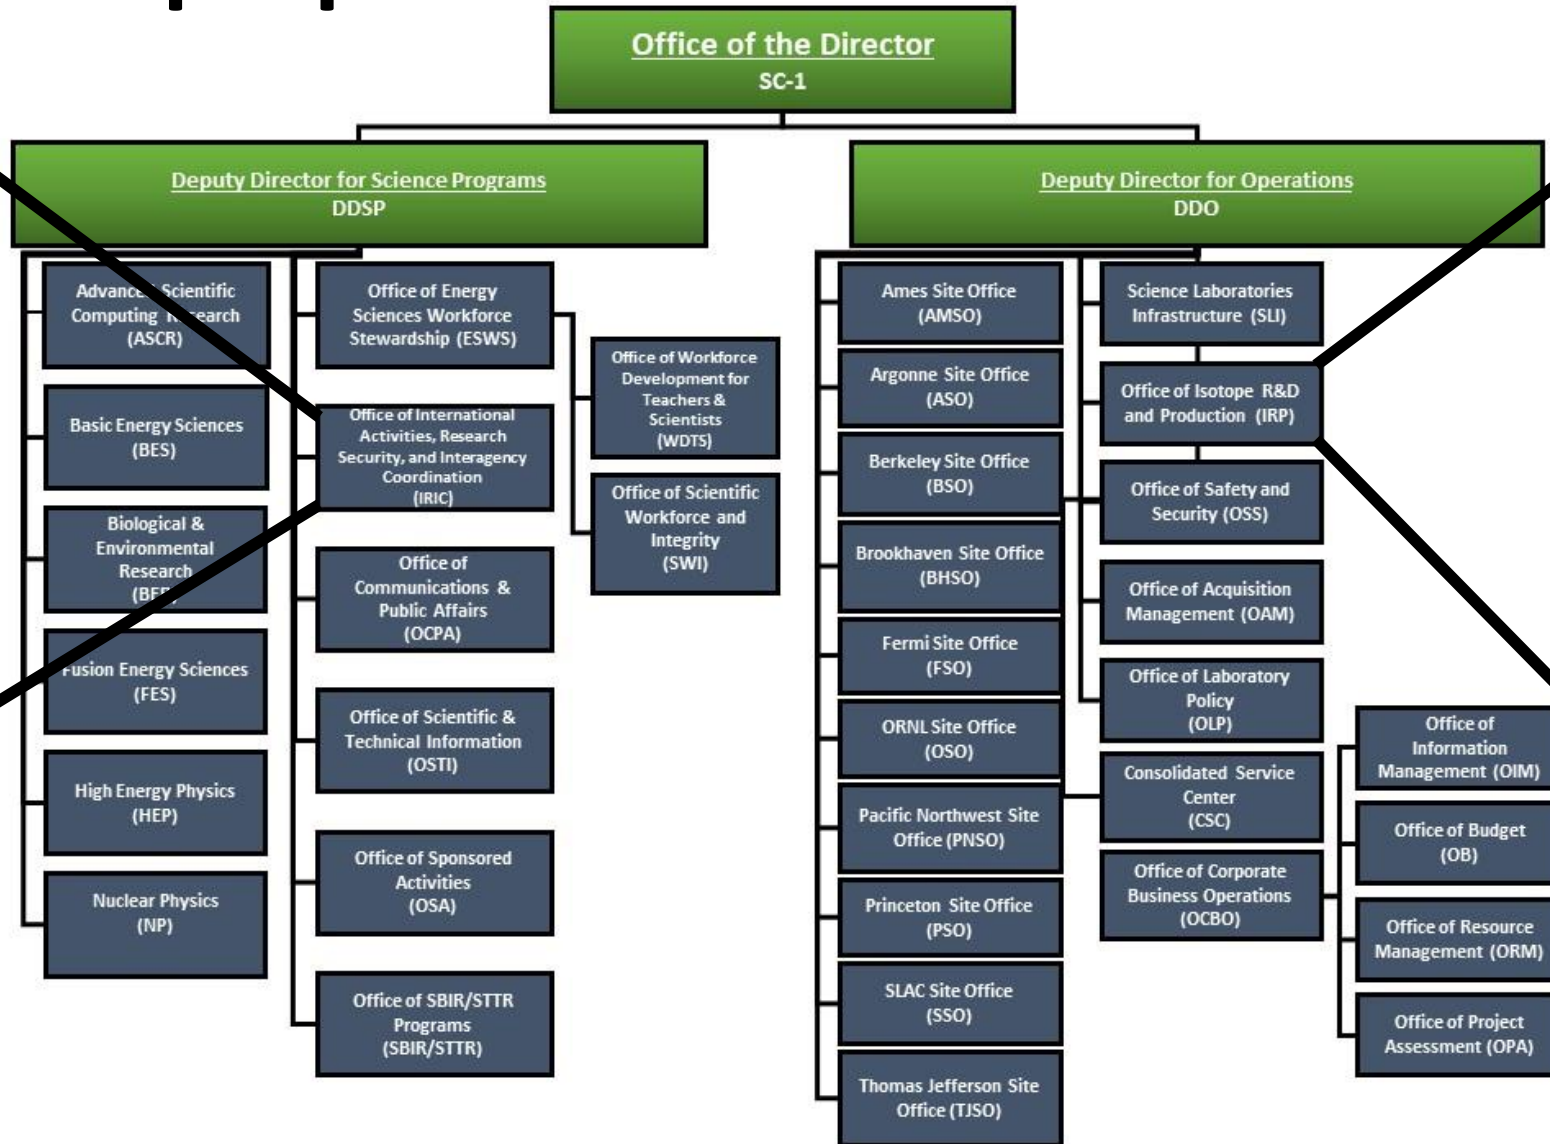 Office of the Director
SC-1
Deputy Director for Science Programs
DDSP
Deputy Director for Operations
DDO
Scientific
Computing Research
(ASCR)
Basic Energy Sciences
(BES)
Biological &
Environmental
Research
Fusion Energy Sciences
(FES)
High Energy Physics
(HEP)
Nuclear Physics
(NP)
Office of Energy
Sciences Workforce
Stewardship (ESWS)
Office of International
Activities, Research
Security, and Interagency
Coordination
(IRIC)
Office of
Communications &
Public Affairs
(OCPA)
Office of Scientific &
Technical Information
(OSTI)
Office of Sponsored
Activities
(OSA)
Office of SBIR/STTR
Programs
(SBIR/STTR)
Office of Workforce
Development for
Teachers &
Scientists
(WDTS)
Office of Scientific
Workforce and
Integrity
(SWI)
Ames Site Office
(AMSO)
Argonne Site Office
(ASO)
Berkeley Site Office
(BSO)
Brookhaven Site Office
(BHSO)
Fermi Site Office
(FSO)
ORNL Site Office
(OSO)
Pacific Northwest Site
Office (PNSO)
Princeton Site Office
(PSO)
SLAC Site Office
(SSO)
Thomas Jefferson Site
Office (TJSO)
Science Laboratories
Infrastructure (SLI)
Office of Isotope R&D
and Production (IRP)
Office of Safety and
Security (OSS)
Office of Acquisition
Management (OAM)
Office of Laboratory
Policy
(OLP)
Consolidated Service
Center
(CSC)
Office of Corporate
Business Operations
(OCBO)
Office of
Information
Management (OIM)
Office of Budget
(OB)
Office of Resource
Management (ORM)
Office of Project
Assessment (OPA)